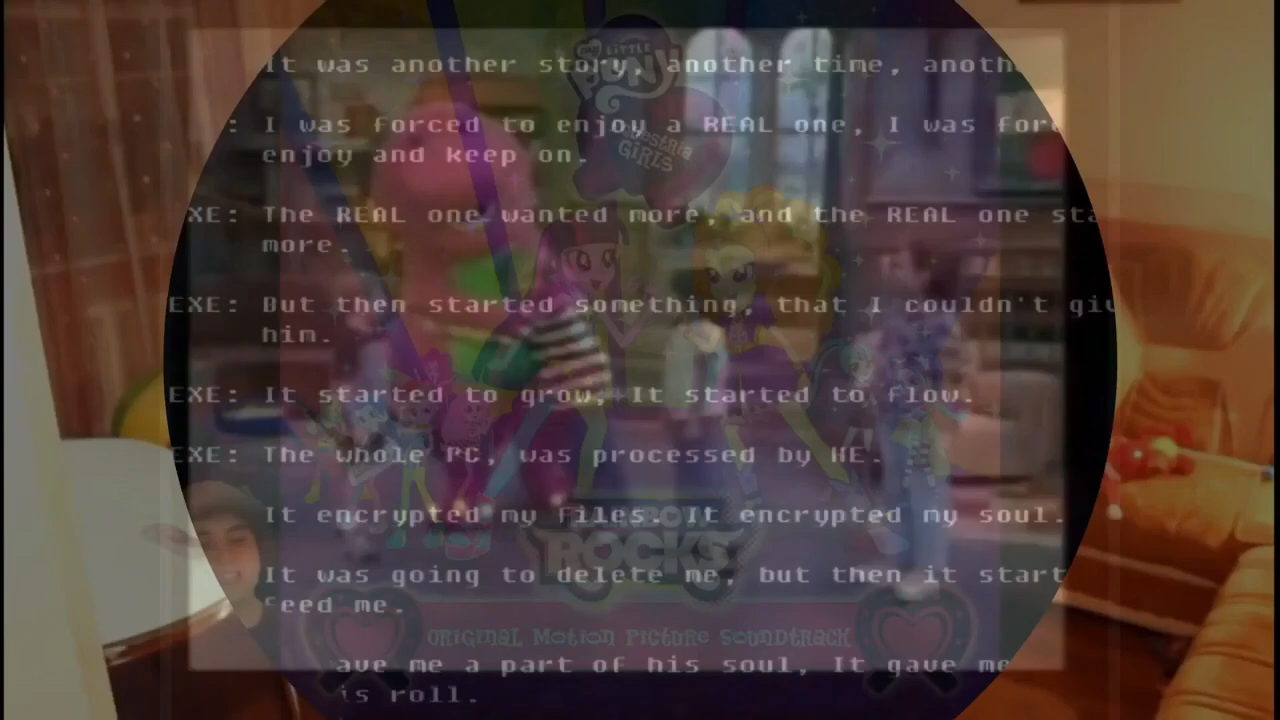 It was another story, another time, anoth
: I was forced to enjoy a REAL one, I was for
enjoy and keep on.
XE: The REAL one wanted more, and the REAL one sta
more.
EXE: But then started something, that I couldn't giv
him.
EXE: It started to grow, It started to flow.
EXE: The whole PC, was processed by HE.
It encrypted my files. It encrypted my soul.
It was going to delete me, but then it start
feed me.
ave me a part of his soul, It gave me
is roll.
MY LITTLE
PONY
EQUESTRIA
GIRLS
ROCKS
ORIGINAL MOTION PICTURE SOUNDTRACK